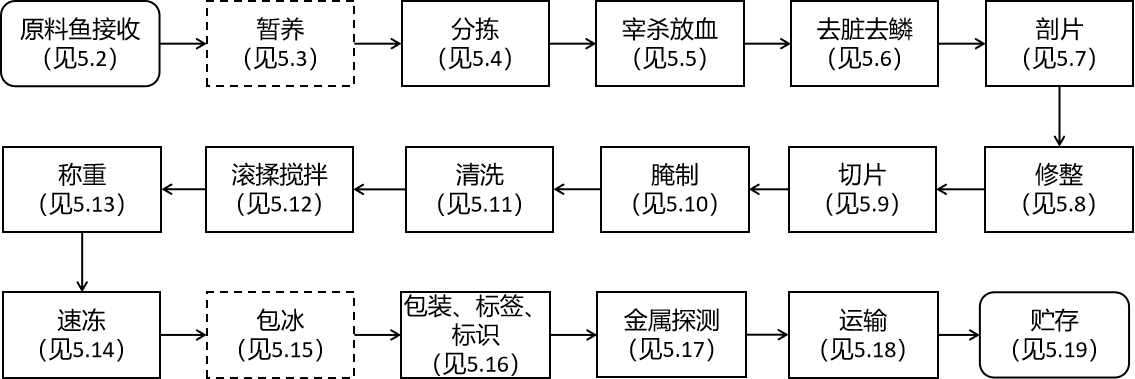 原料鱼接收
（见5.2）
暂养
（见5.3）
分拣
（见5.4）
宰杀放血
（见5.5）
去脏去鳞
（见5.6）
剖片
（见5.7）
修整
（见5.8）
切片
（见5.9）
腌制
（见5.10）
清洗
（见5.11）
滚揉搅拌
（见5.12）
称重
（见5.13）
速冻
（见5.14）
包冰
（见5.15）
包装、标签、
标识
（见5.16）
金属探测
（见5.17）
运输
（见5.18）
贮存
（见5.19）